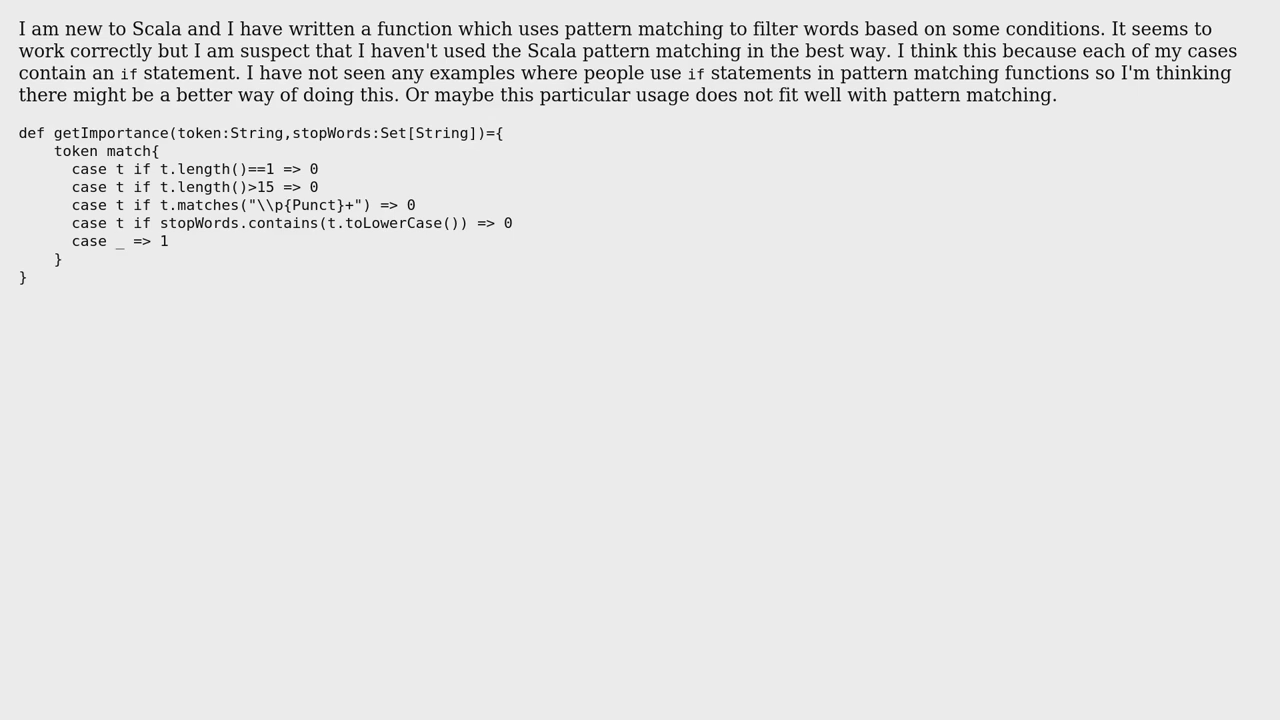 I am new to Scala and I have written a function which uses pattern matching to filter words based on some conditions. It seems to
work correctly but I am suspect that I haven't used the Scala pattern matching in the best way. I think this because each of my cases
contain an if statement. I have not seen any examples where people use if statements in pattern matching functions so I'm thinking
there might be a better way of doing this. Or maybe this particular usage does not fit well with pattern matching.
def getImportance(token:String,stopWords:Set[String])={
    token match{
      case t if t.length()==1 => 0
      case t if t.length()>15 => 0
      case t if t.matches("\\p{Punct}+") => 0
      case t if stopWords.contains(t.toLowerCase()) => 0
      case _ => 1
    }
}